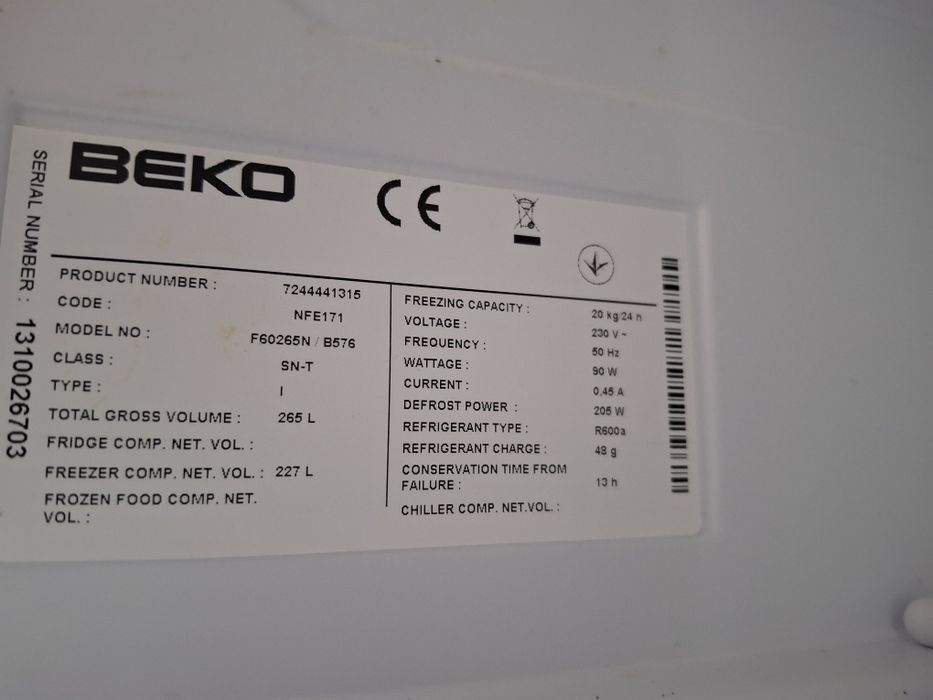 BEKO
CE
SERIAL NUMBER : 1310026703
PRODUCT NUMBER : 7244441315
CODE : NFE171
MODEL NO : F60265N / B576
CLASS : SN-T
TYPE : I
TOTAL GROSS VOLUME : 265 L
FRIDGE COMP. NET. VOL. :
FREEZER COMP. NET. VOL. : 227 L
FROZEN FOOD COMP. NET.
VOL. :
FREEZING CAPACITY : 20 kg/24 h
VOLTAGE : 230 V ~
FREQUENCY : 50 Hz
WATTAGE : 90 W
CURRENT : 0,45 A
DEFROST POWER : 205 W
REFRIGERANT TYPE : R600a
REFRIGERANT CHARGE : 48 g
CONSERVATION TIME FROM
FAILURE : 13 h
CHILLER COMP. NET.VOL. :